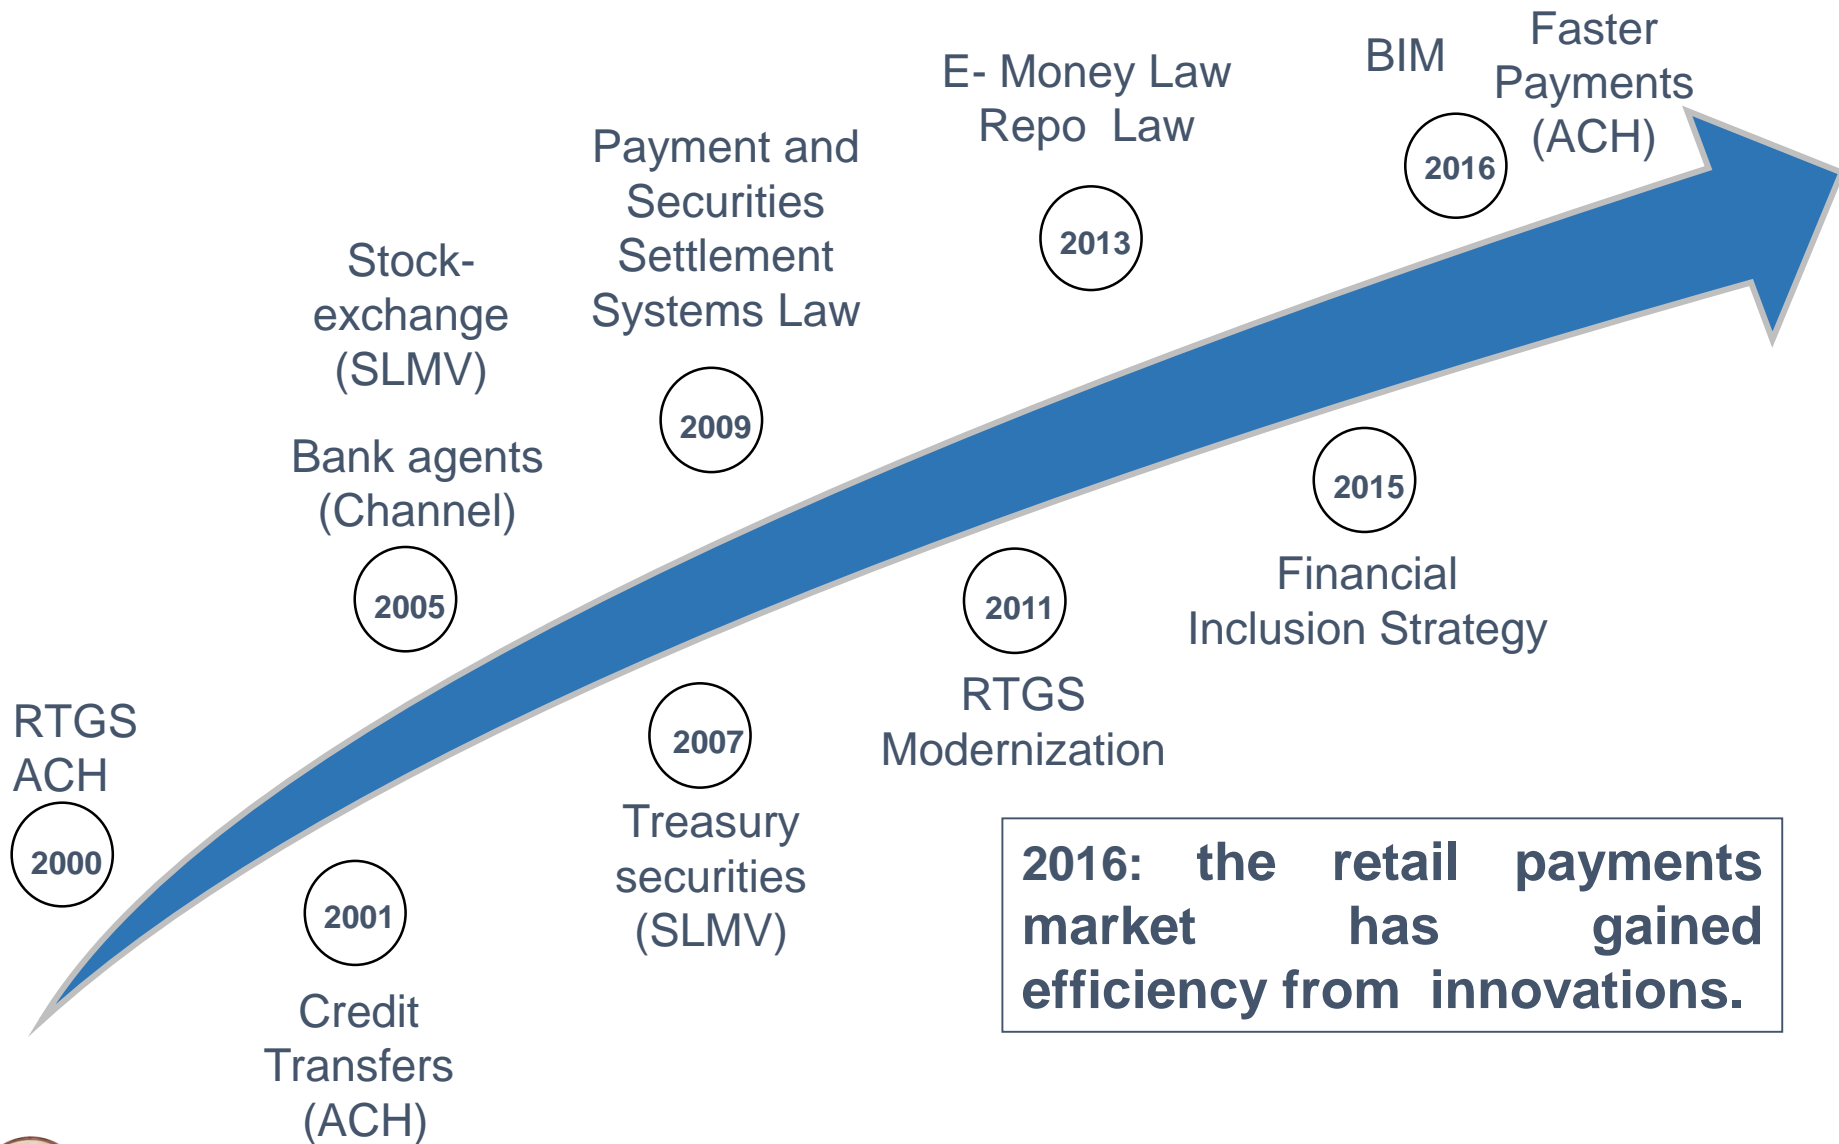 RTGS
ACH
2000
2001
Credit
Transfers
(ACH)
Stock-
exchange
(SLMV)
Bank agents
(Channel)
2005
2007
Treasury
securities
(SLMV)
Payment and
Securities
Settlement
Systems Law
2009
2011
RTGS
Modernization
E- Money Law
Repo Law
2013
2015
Financial
Inclusion Strategy
BIM
2016
Faster
Payments
(ACH)
2016: the retail payments
market has gained
efficiency from innovations.